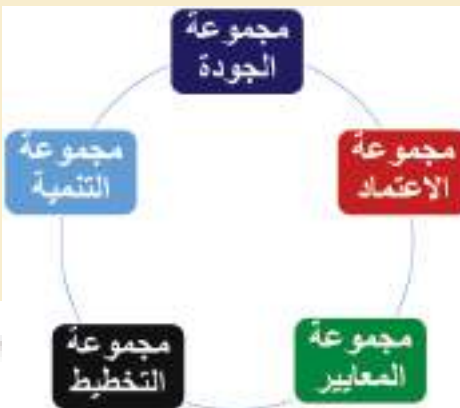 مجموعة
الجودة
مجموعة
الاعتماد
مجموعة
المعايير
مجموعة
التخطيط
مجموعة
التنمية